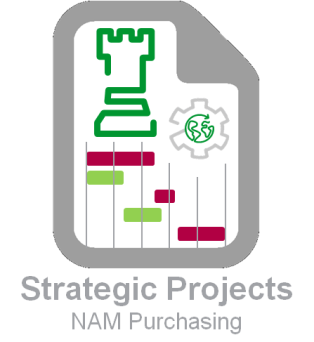 Strategic Projects
NAM Purchasing